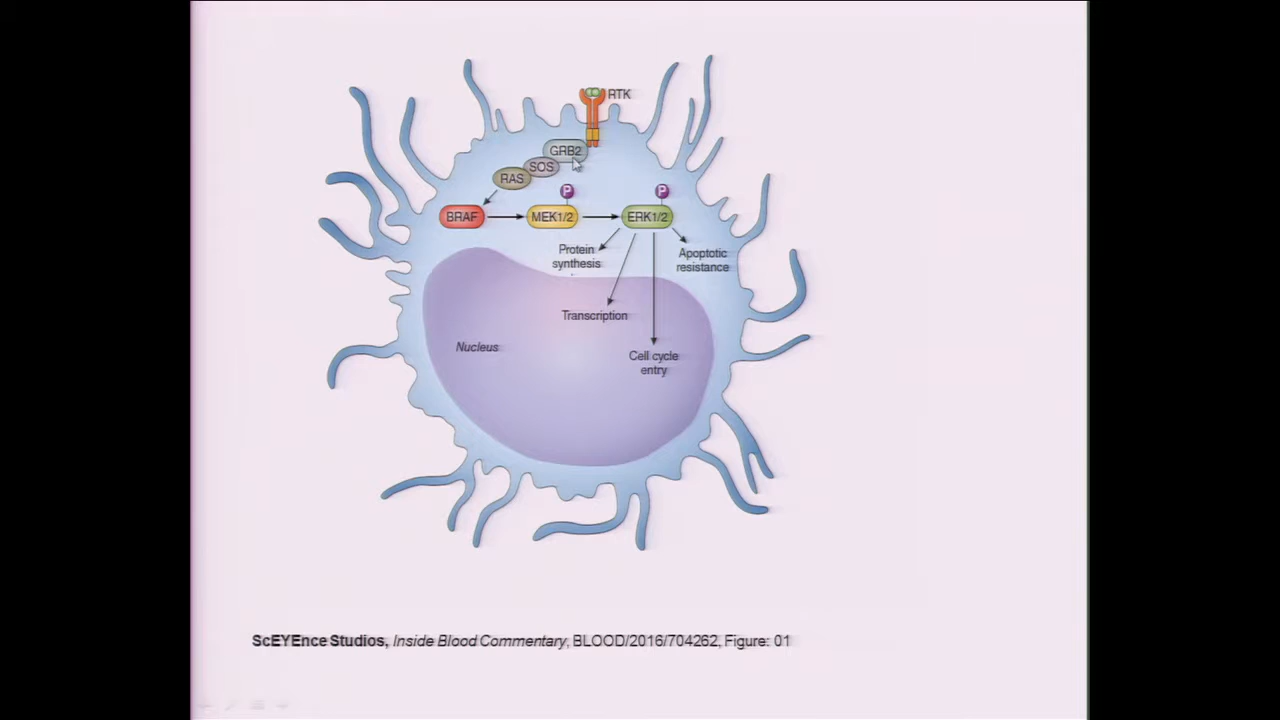 RTK
GRB2
SOS
RAS
P
P
BRAF
MEK1/2
ERK1/2
Protein
synthesis
Apoptotic
resistance
Transcription
Nucleus
Cell cycle
entry
ScEYEnce Studios, Inside Blood Commentary, BLOOD/2016/704262, Figure: 01